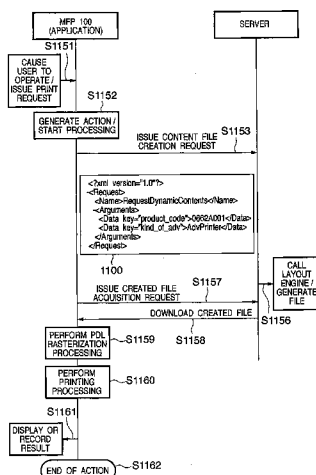 MFP 100
(APPLICATION)
SERVER
S1151
CAUSE
USER TO
OPERATE /
ISSUE PRINT
REQUEST
S1152
GENERATE ACTION /
START PROCESSING
S1153
ISSUE CONTENT FILE
CREATION REQUEST
<?xml version="1.0"?>
<Request>
<Name>RequestDynamicContents</Name>
<Arguments>
<Data key="product_code">0662A001</Data>
<Data key="kind_of_adv">AdvPrinter</Data>
</Arguments>
</Request>
1100
S1157
ISSUE CREATED FILE
ACQUISITION REQUEST
CALL
LAYOUT
ENGINE /
GENERATE
FILE
S1156
DOWNLOAD CREATED FILE
S1158
PERFORM PDL
RASTERIZATION
PROCESSING
S1159
PERFORM
PRINTING
PROCESSING
S1160
S1161
DISPLAY OR
RECORD
RESULT
END OF ACTION
S1162